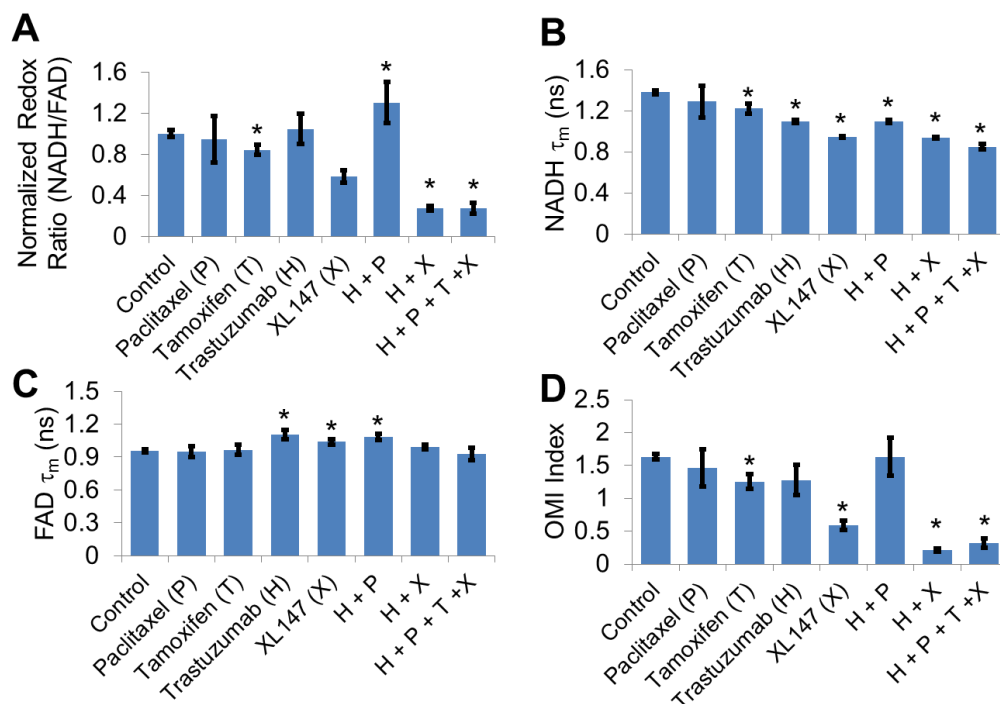 A
Normalized Redox
Ratio (NADH/FAD)
1.6
1.2
0.8
0.4
0
*
*
*
*
Control
Paclitaxel (P)
Tamoxifen (T)
Trastuzumab (H)
XL147 (X)
H + P
H + X
H + P + T +X
B
NADH τm (ns)
1.6
1.2
0.8
0.4
0
*
*
*
*
*
*
Control
Paclitaxel (P)
Tamoxifen (T)
Trastuzumab (H)
XL147 (X)
H + P
H + X
H + P + T +X
C
FAD τm (ns)
1.5
1.2
0.9
0.6
0.3
0
*
*
*
Control
Paclitaxel (P)
Tamoxifen (T)
Trastuzumab (H)
XL147 (X)
H + P
H + X
H + P + T +X
D
OMI Index
2.5
2
1.5
1
0.5
0
*
*
*
*
Control
Paclitaxel (P)
Tamoxifen (T)
Trastuzumab (H)
XL147 (X)
H + P
H + X
H + P + T +X